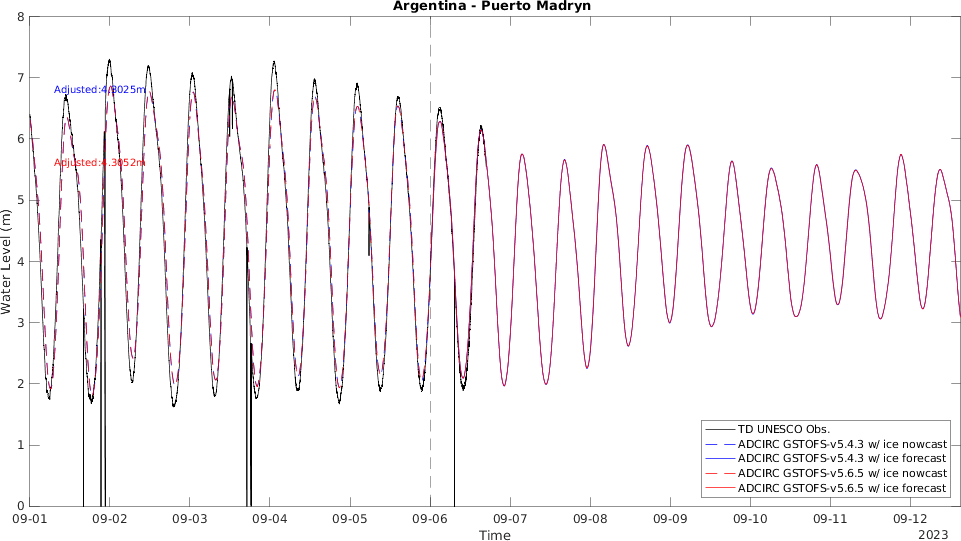 Argentina - Puerto Madryn
8
7
6
5
4
3
2
1
0
Water Level (m)
Adjusted:4.3025m
Adjusted:4.3052m
TD UNESCO Obs.
ADCIRC GSTOFS-v5.4.3 w/ ice nowcast
ADCIRC GSTOFS-v5.4.3 w/ ice forecast
ADCIRC GSTOFS-v5.6.5 w/ ice nowcast
ADCIRC GSTOFS-v5.6.5 w/ ice forecast
09-01 09-02 09-03 09-04 09-05 09-06 09-07 09-08 09-09 09-10 09-11 09-12
Time
2023